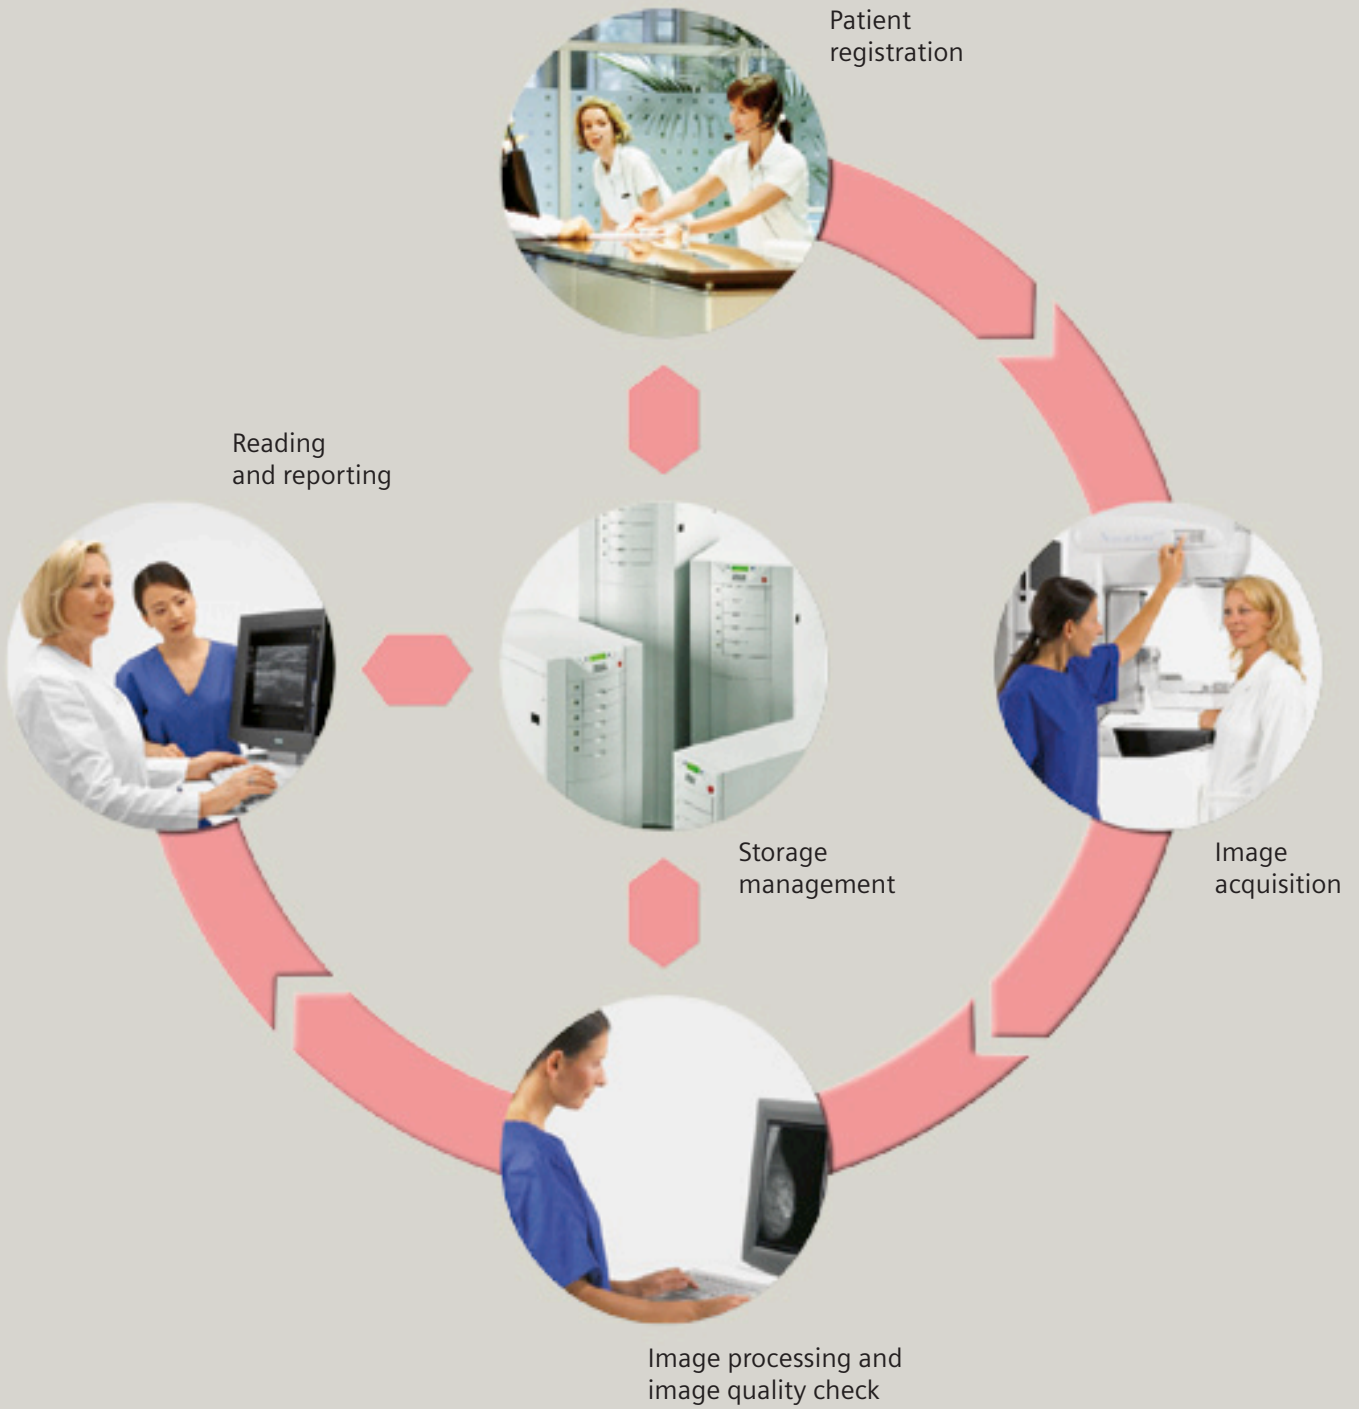 Patient
registration
Reading
and reporting
Storage
management
Image
acquisition
Image processing and
image quality check